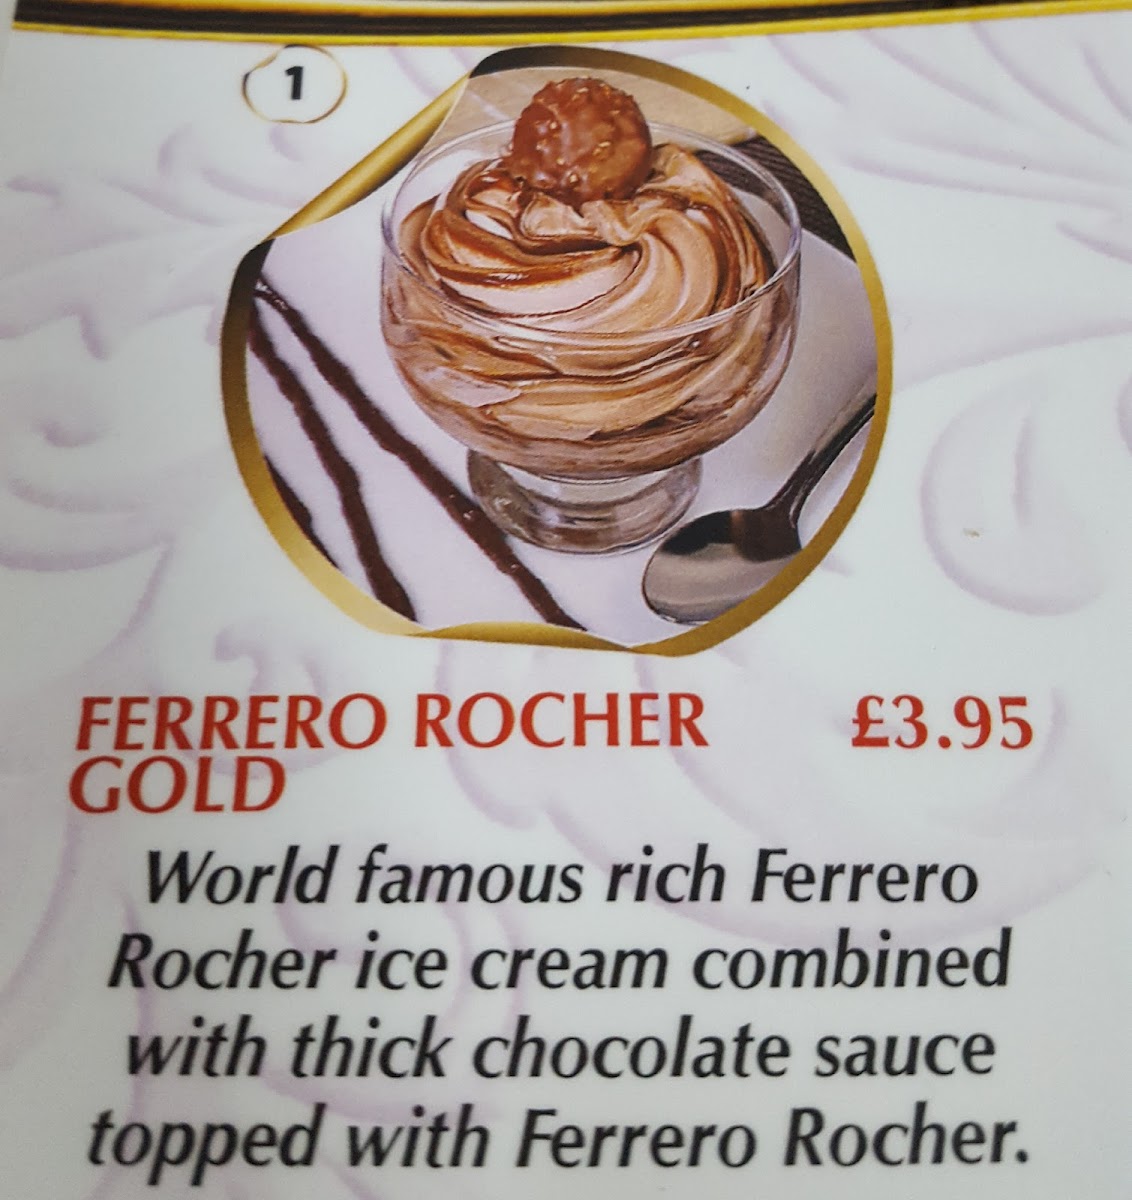 1
FERRERO ROCHER £3.95
GOLD
World famous rich Ferrero
Rocher ice cream combined
with thick chocolate sauce
topped with Ferrero Rocher.